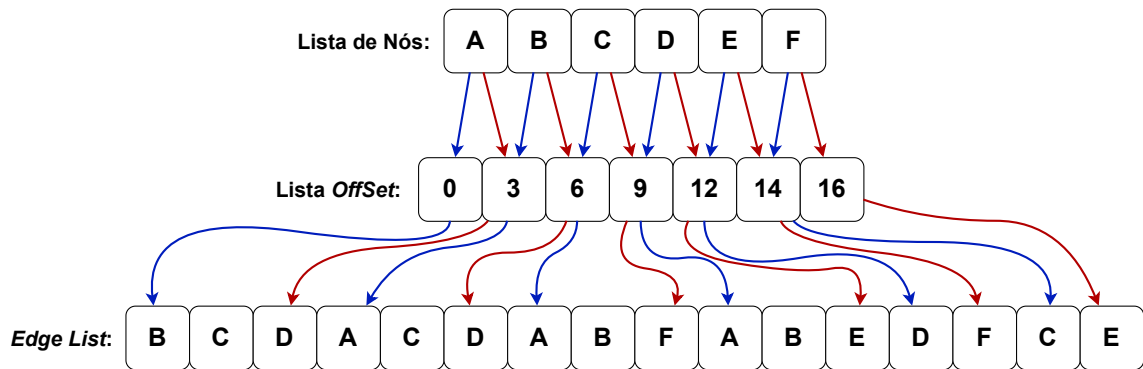 Lista de Nós: A B C D E F
Lista OffSet: 0 3 6 9 12 14 16
Edge List: B C D A C D A B F A B E D F C E